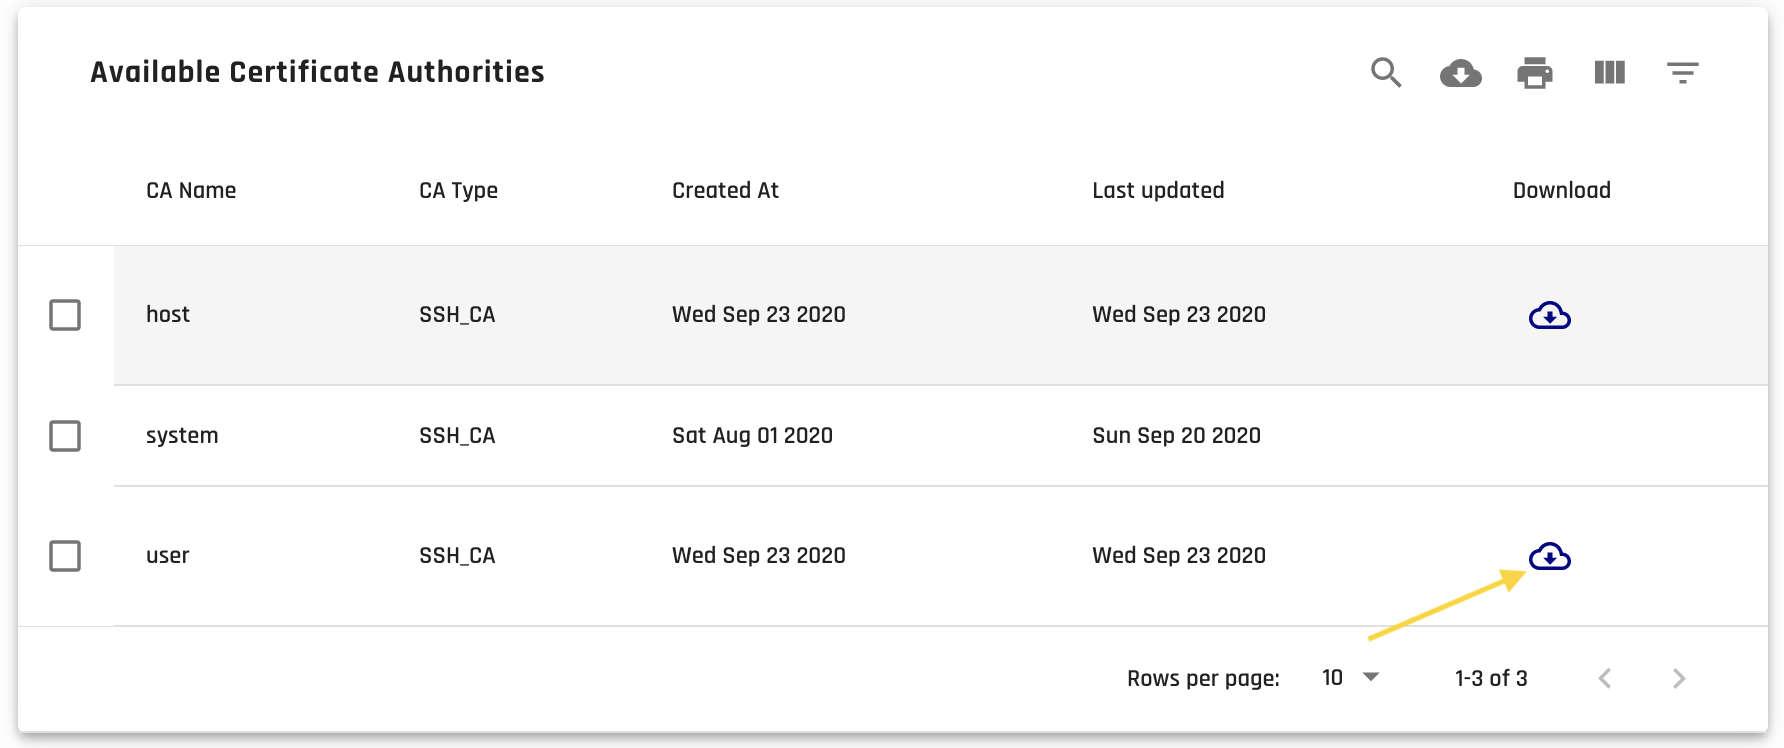 Available Certificate Authorities
CA Name CA Type Created At Last updated Download
host SSH_CA Wed Sep 23 2020 Wed Sep 23 2020
system SSH_CA Sat Aug 01 2020 Sun Sep 20 2020
user SSH_CA Wed Sep 23 2020 Wed Sep 23 2020
Rows per page: 10 1-3 of 3